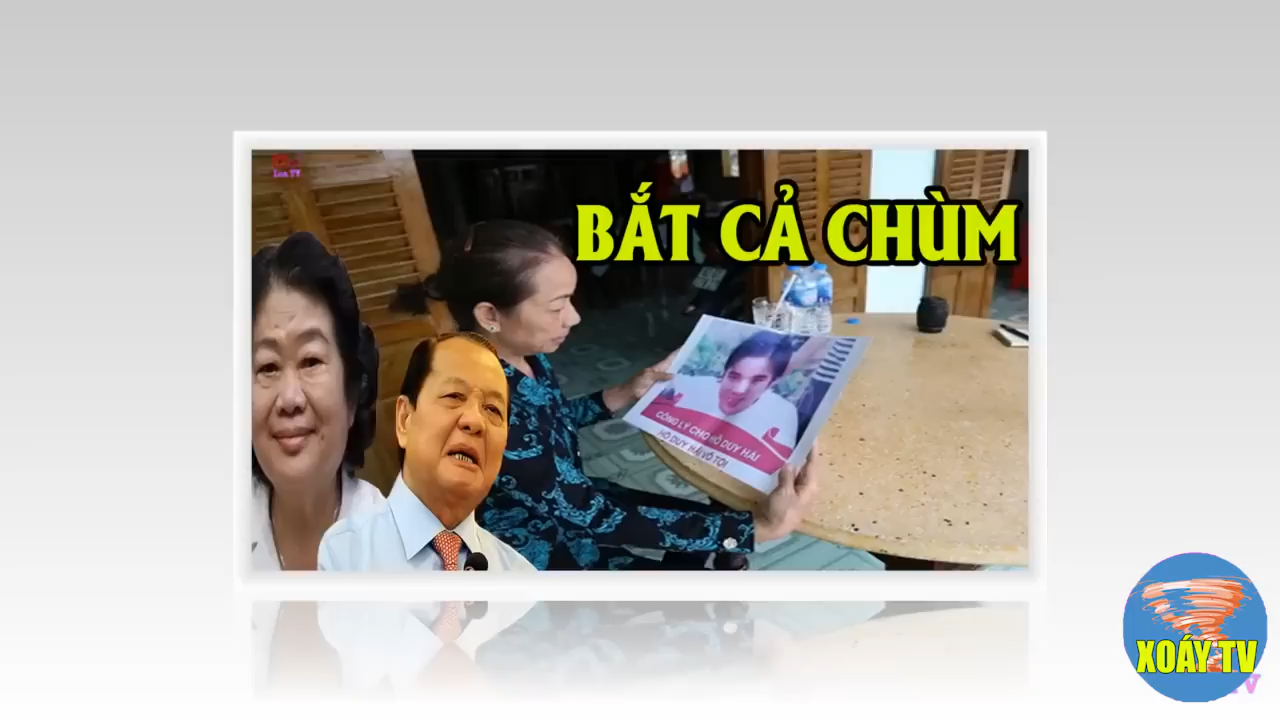 BẮT CẢ CHÙM
CÔNG LÝ CHO HỒ DUY HẢI
HỒ DUY HẢI VÔ TỘI
XOÁY TV